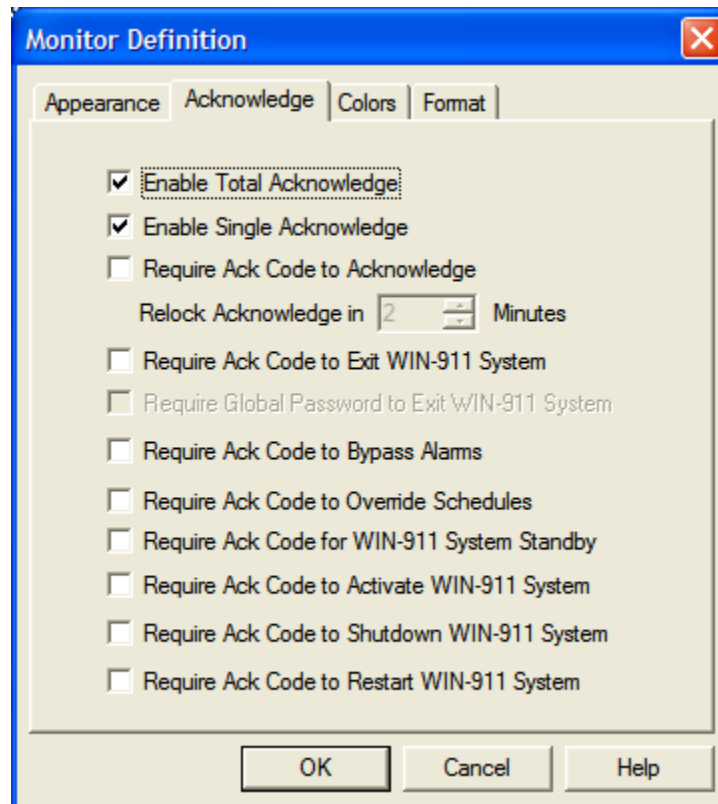 Monitor Definition
Appearance Acknowledge Colors Format
Enable Total Acknowledge
Enable Single Acknowledge
Require Ack Code to Acknowledge
Relock Acknowledge in 2 Minutes
Require Ack Code to Exit WIN-911 System
Require Global Password to Exit WIN-911 System
Require Ack Code to Bypass Alarms
Require Ack Code to Override Schedules
Require Ack Code for WIN-911 System Standby
Require Ack Code to Activate WIN-911 System
Require Ack Code to Shutdown WIN-911 System
Require Ack Code to Restart WIN-911 System
OK Cancel Help